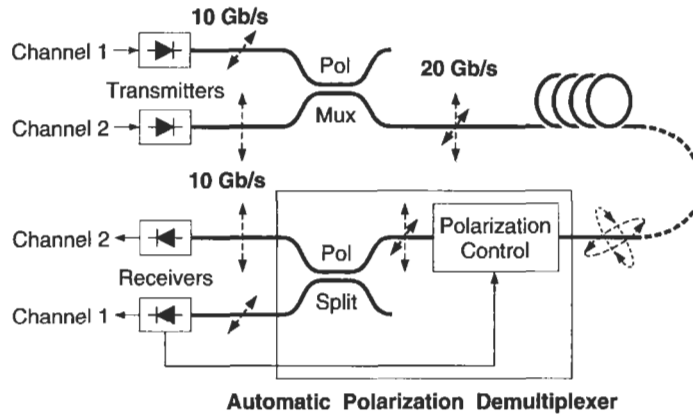 10 Gb/s
Channel 1
Pol
20 Gb/s
Transmitters
Mux
Channel 2
10 Gb/s
Channel 2
Pol
Polarization
Control
Receivers
Split
Channel 1
Automatic Polarization Demultiplexer